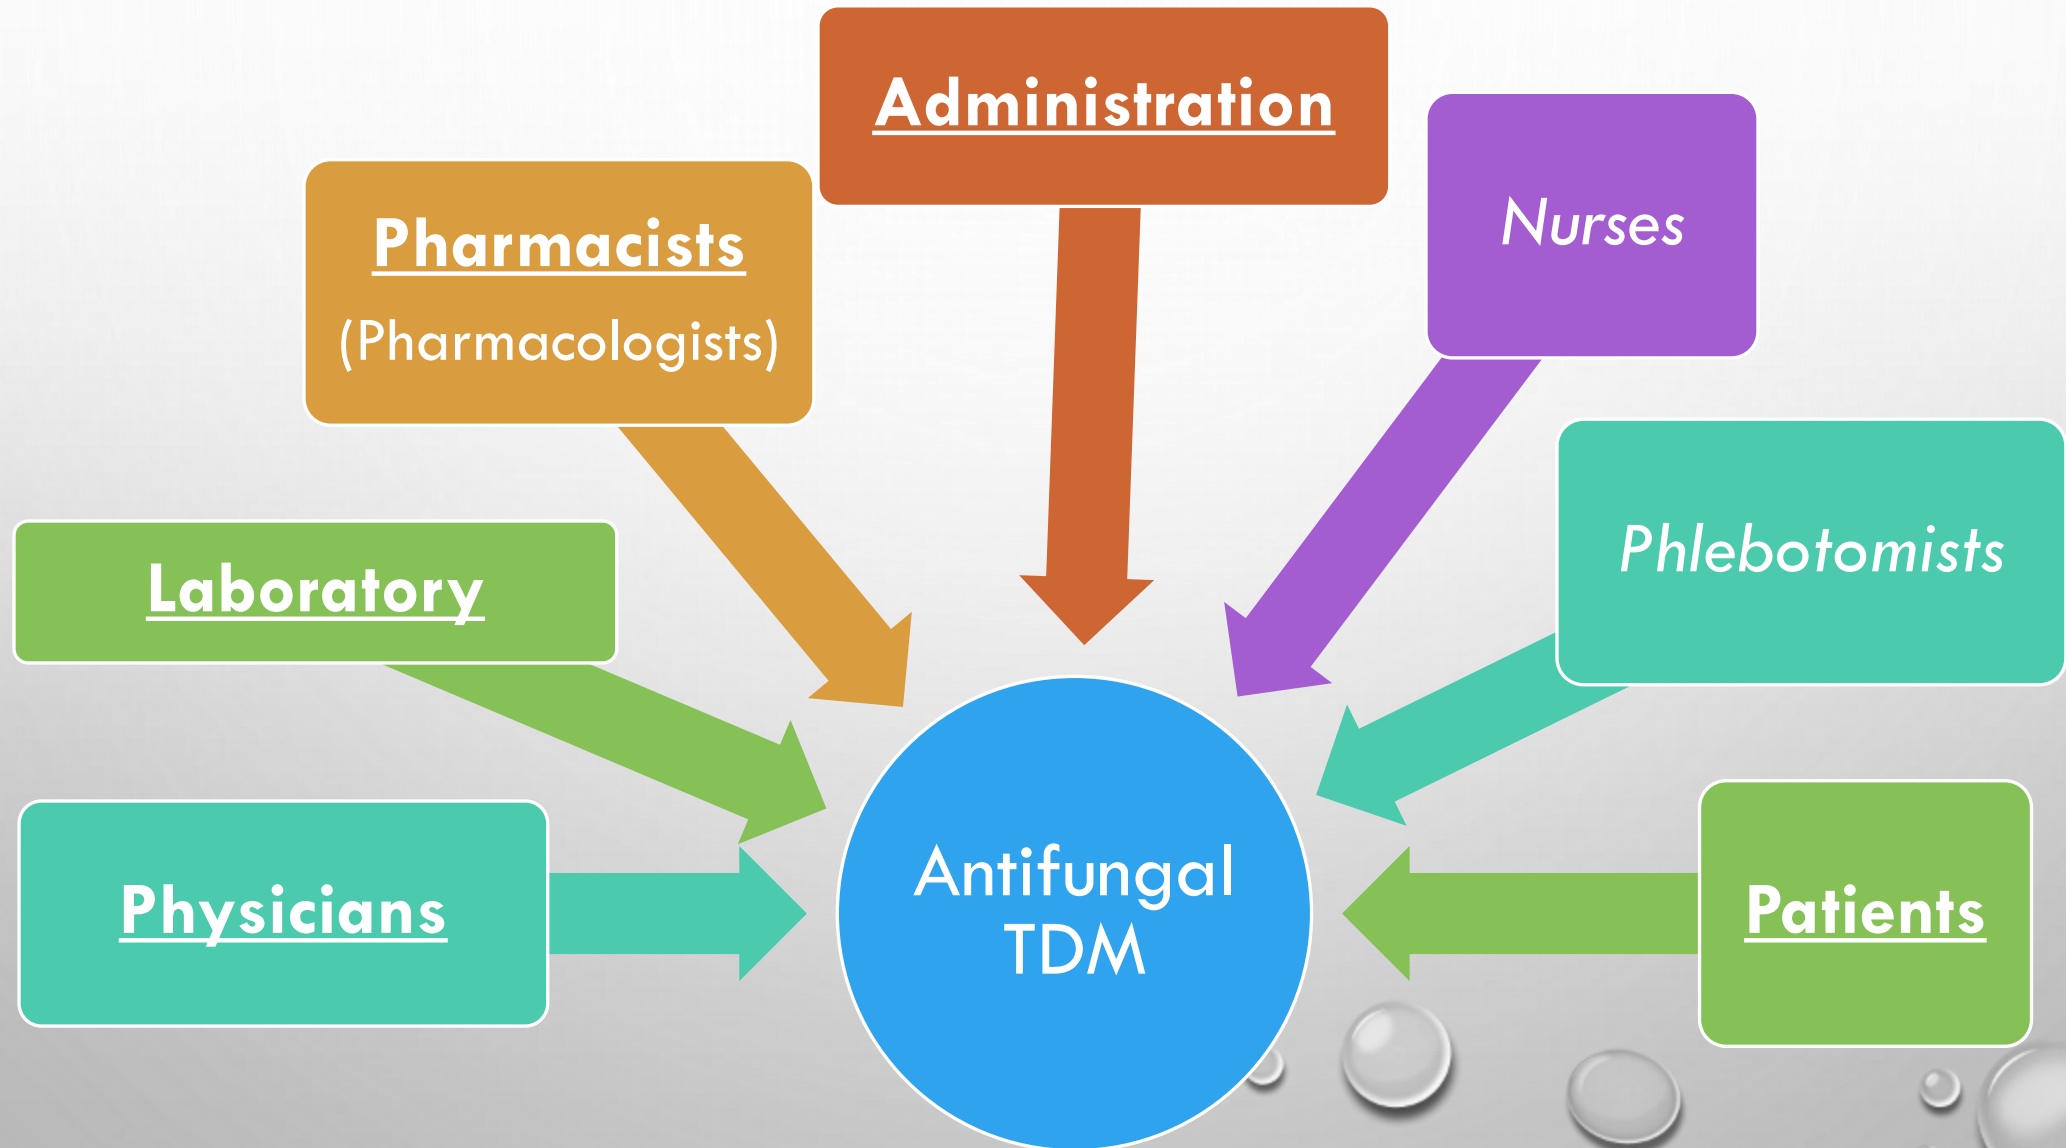 Administration
Pharmacists
(Pharmacologists)
Nurses
Laboratory
Phlebotomists
Physicians
Antifungal
TDM
Patients